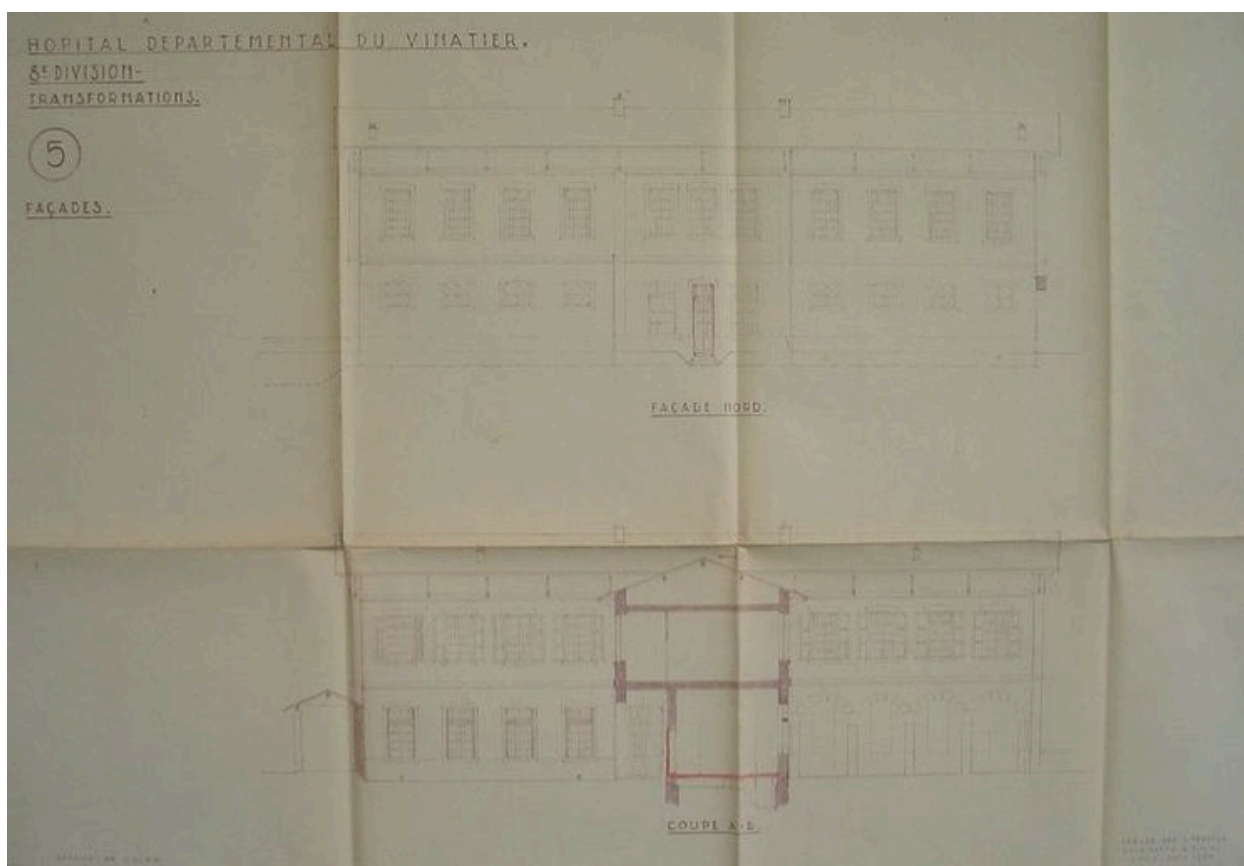 HOPITAL DEPARTEMENTAL DU VINATIER.
8E DIVISION-
TRANSFORMATIONS.
5
FAÇADES.
FAÇADE NORD.
COUPE A-B.